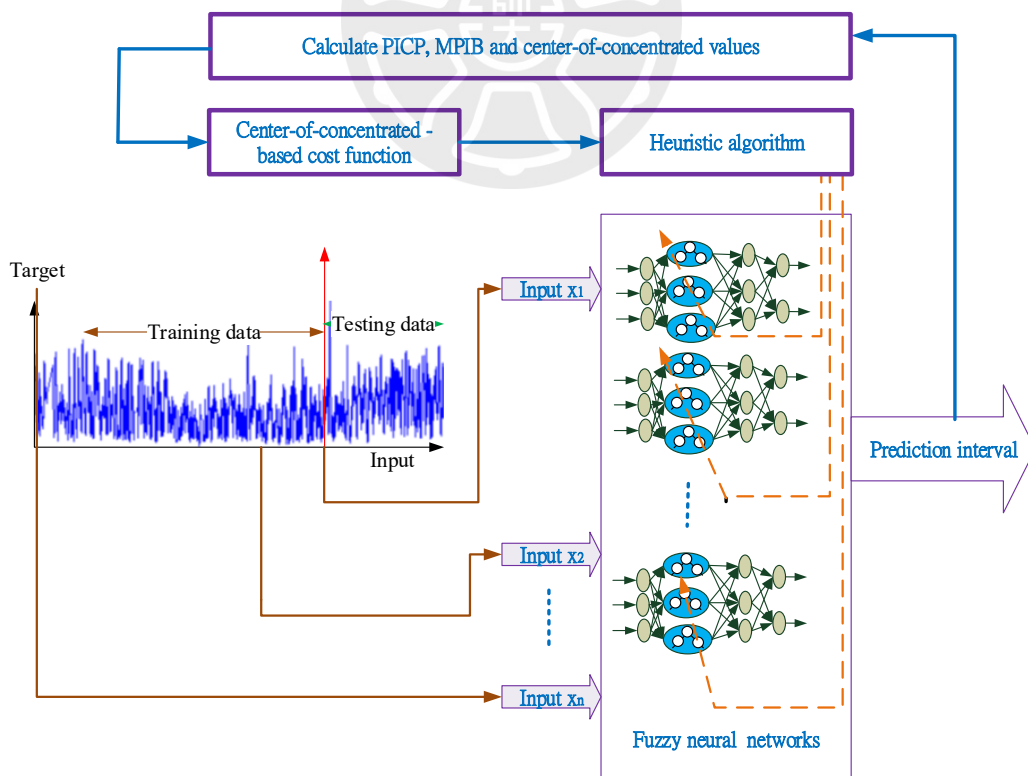 Calculate PICP, MPIB and center-of-concentrated values
Center-of-concentrated -
based cost function
Heuristic algorithm
Target
Training data
Testing data
Input
Input x1
Input x2
Input xn
Prediction interval
Fuzzy neural networks